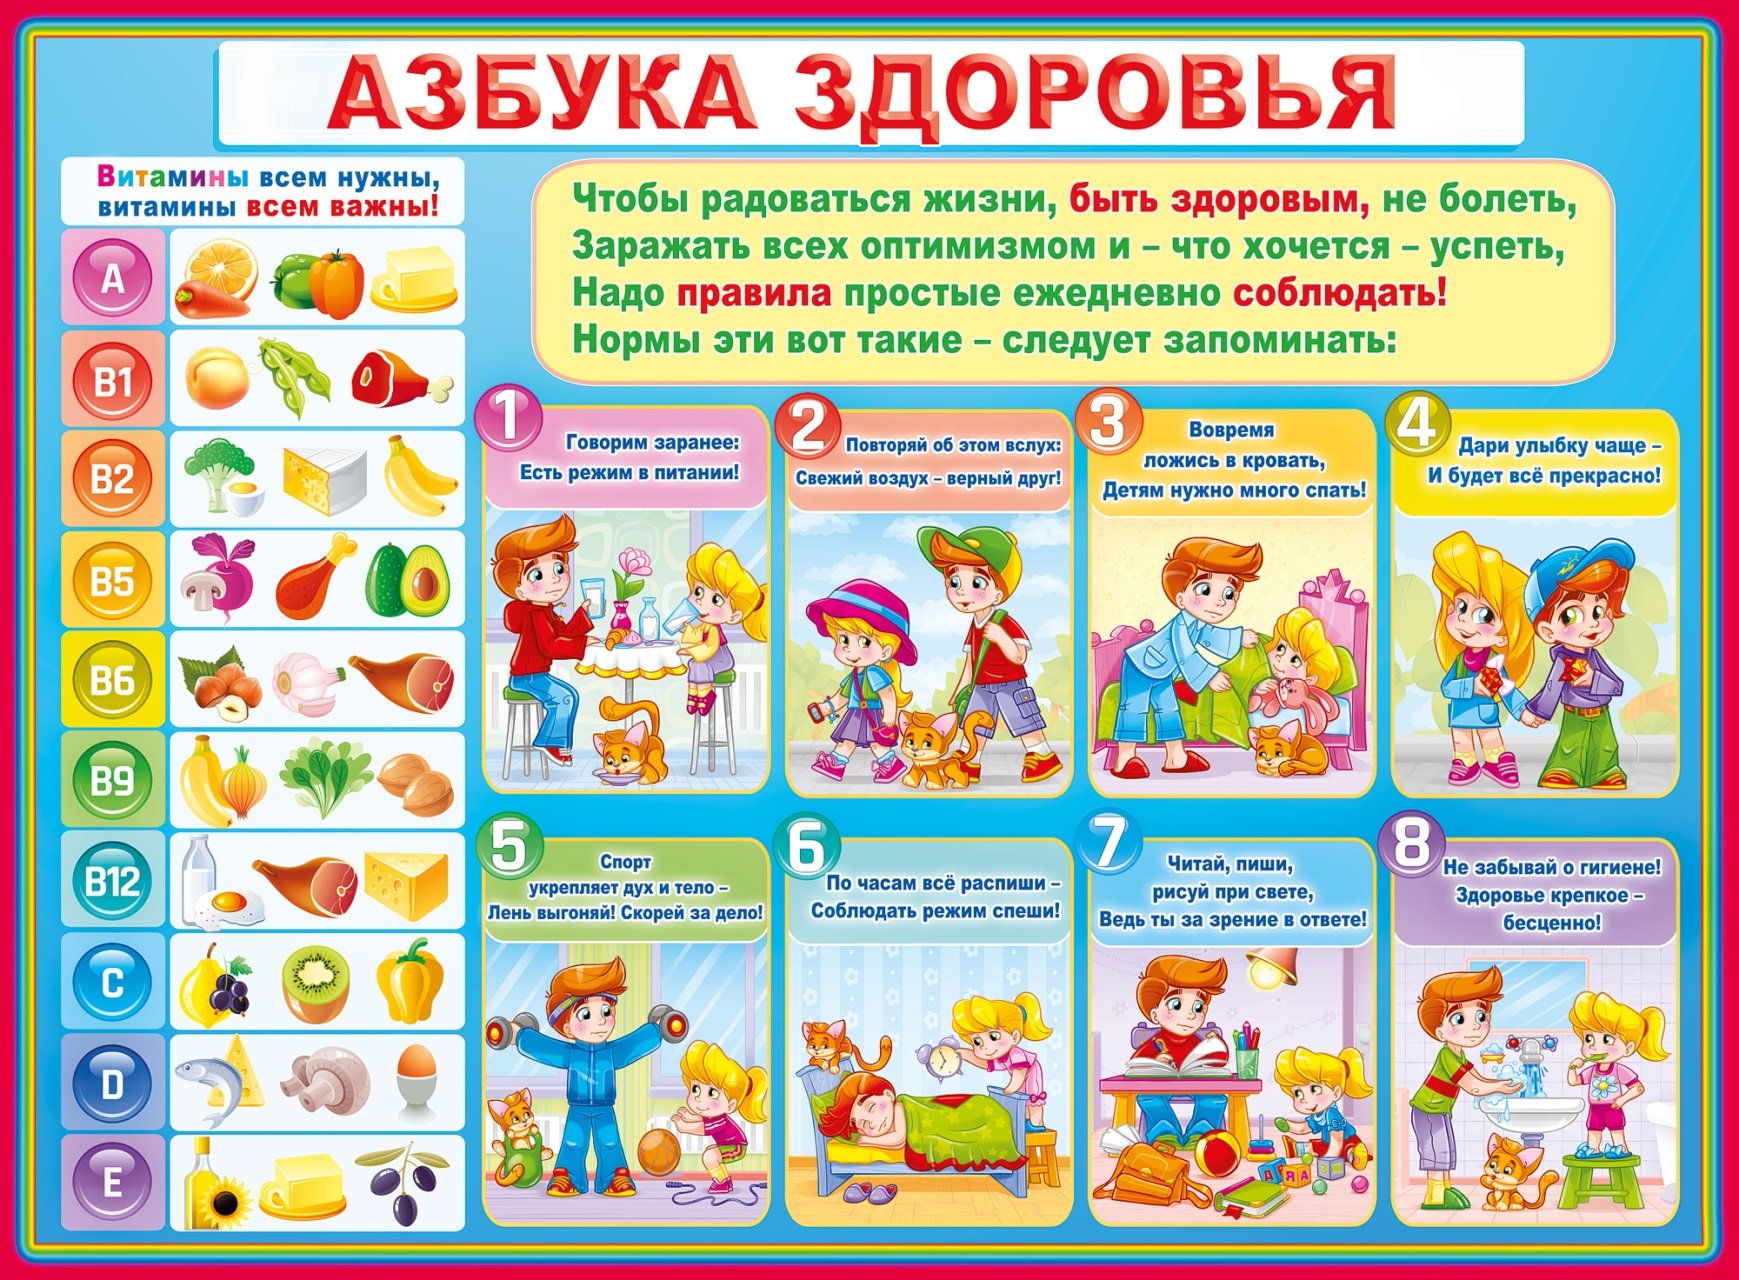 АЗБУКА ЗДОРОВЬЯ
Витамины всем нужны,
витамины всем важны!
A
B1
B2
B5
B6
B9
B12
C
D
E
Чтобы радоваться жизни, быть здоровым, не болеть,
Заражать всех оптимизмом и – что хочется – успеть,
Надо правила простые ежедневно соблюдать!
Нормы эти вот такие – следует запоминать:
1
Говорим заранее:
Есть режим в питании!
2
Повторяй об этом вслух:
Свежий воздух – верный друг!
3
Вовремя
ложись в кровать,
Детям нужно много спать!
4
Дари улыбку чаще –
И будет всё прекрасно!
5
Спорт
укрепляет дух и тело –
Лень выгоняй! Скорей за дело!
6
По часам всё распиши –
Соблюдать режим спеши!
7
Читай, пиши,
рисуй при свете,
Ведь ты за зрение в ответе!
8
Не забывай о гигиене!
Здоровье крепкое –
бесценно!